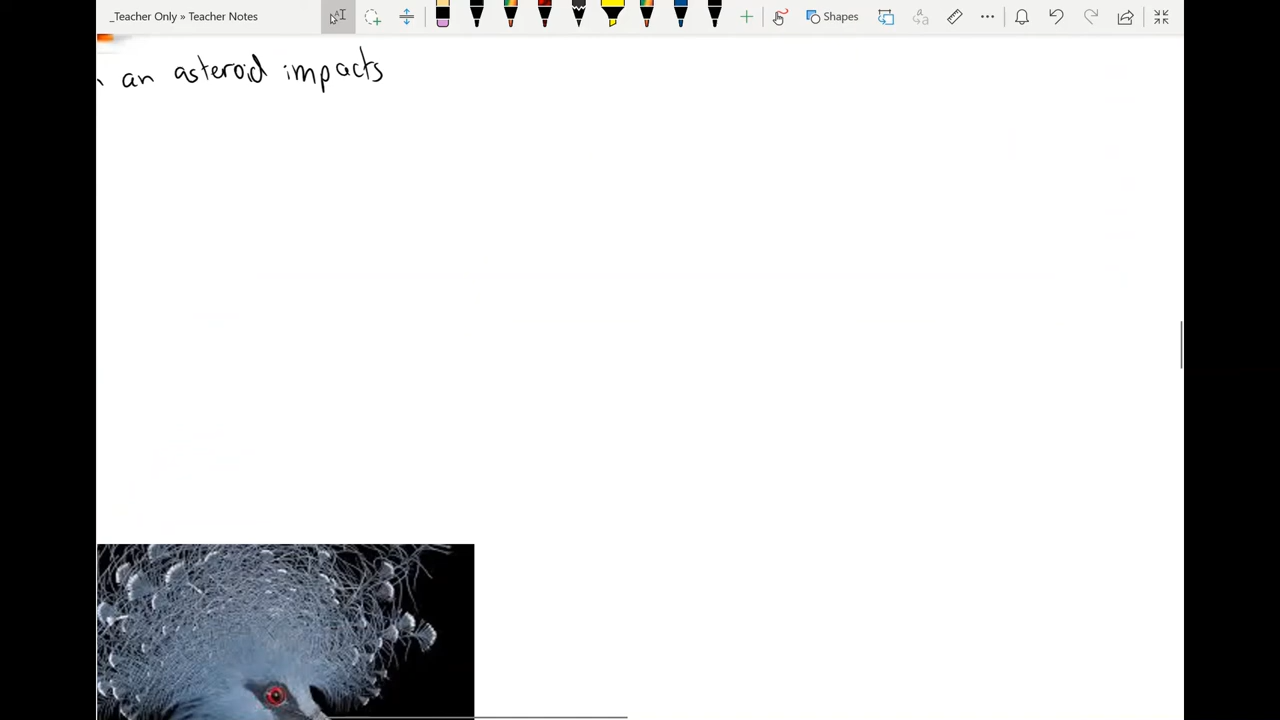 _Teacher Only » Teacher Notes
Shapes
an asteroid impacts